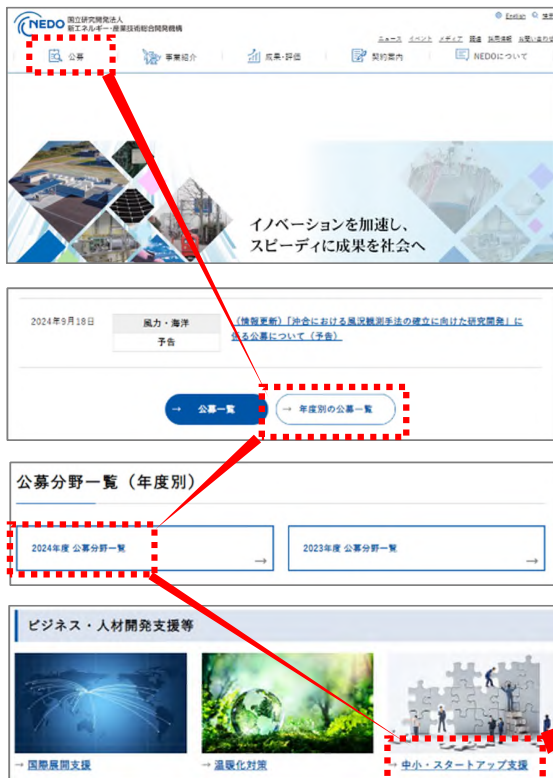 NEDO 国立研究開発法人
新エネルギー・産業技術総合開発機構
English 検索
ニュース イベント メディア 調達 採用情報 お問い合わせ
公募
事業紹介
成果・評価
契約案内
NEDOについて
イノベーションを加速し、
スピーディに成果を社会へ
2024年9月18日
風力・海洋
予告
(情報更新)「沖合における風況観測手法の確立に向けた研究開発」に
係る公募について(予告)
→ 公募一覧
→ 年度別の公募一覧
公募分野一覧(年度別)
2024年度 公募分野一覧 →
2023年度 公募分野一覧 →
ビジネス・人材開発支援等
→ 国際展開支援
→ 温暖化対策
→ 中小・スタートアップ支援